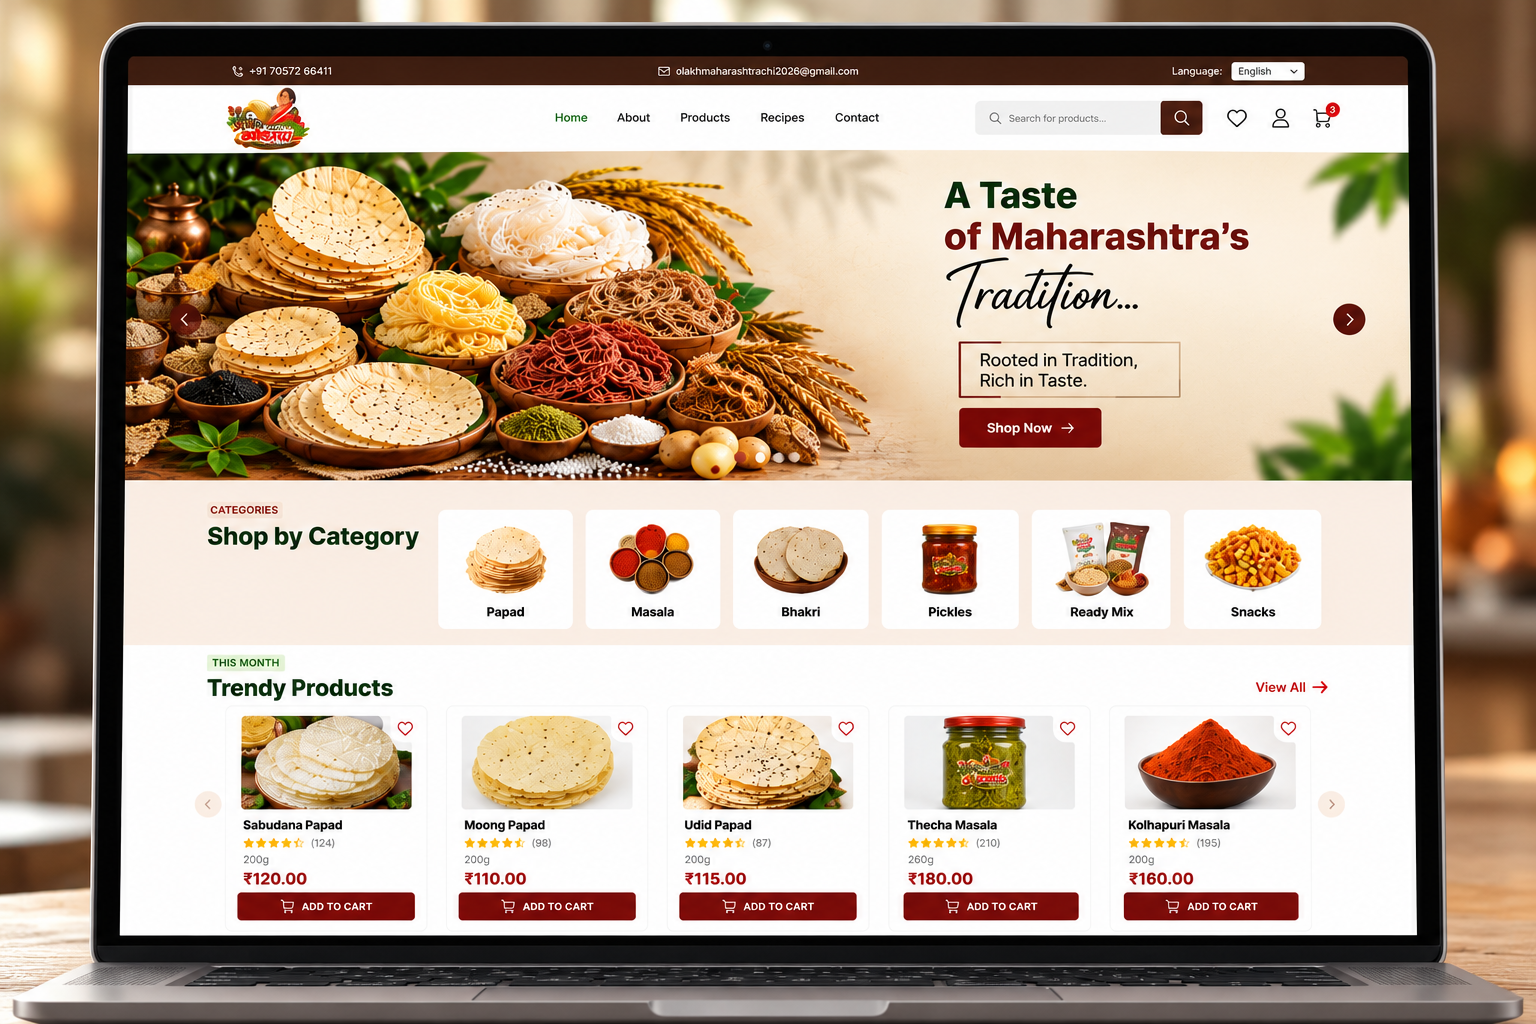 +91 70572 66411
olakhmaharashtrachi2026@gmail.com
Language: English
Home About Products Recipes Contact
Search for products...
3
A Taste
of Maharashtra's
Tradition...
Rooted in Tradition,
Rich in Taste.
Shop Now
CATEGORIES
Shop by Category
Papad
Masala
Bhakri
Pickles
Ready Mix
Snacks
THIS MONTH
Trendy Products
View All
Sabudana Papad
(124)
200g
₹120.00
ADD TO CART
Moong Papad
(98)
200g
₹110.00
ADD TO CART
Udid Papad
(87)
200g
₹115.00
ADD TO CART
Thecha Masala
(210)
260g
₹180.00
ADD TO CART
Kolhapuri Masala
(195)
200g
₹160.00
ADD TO CART